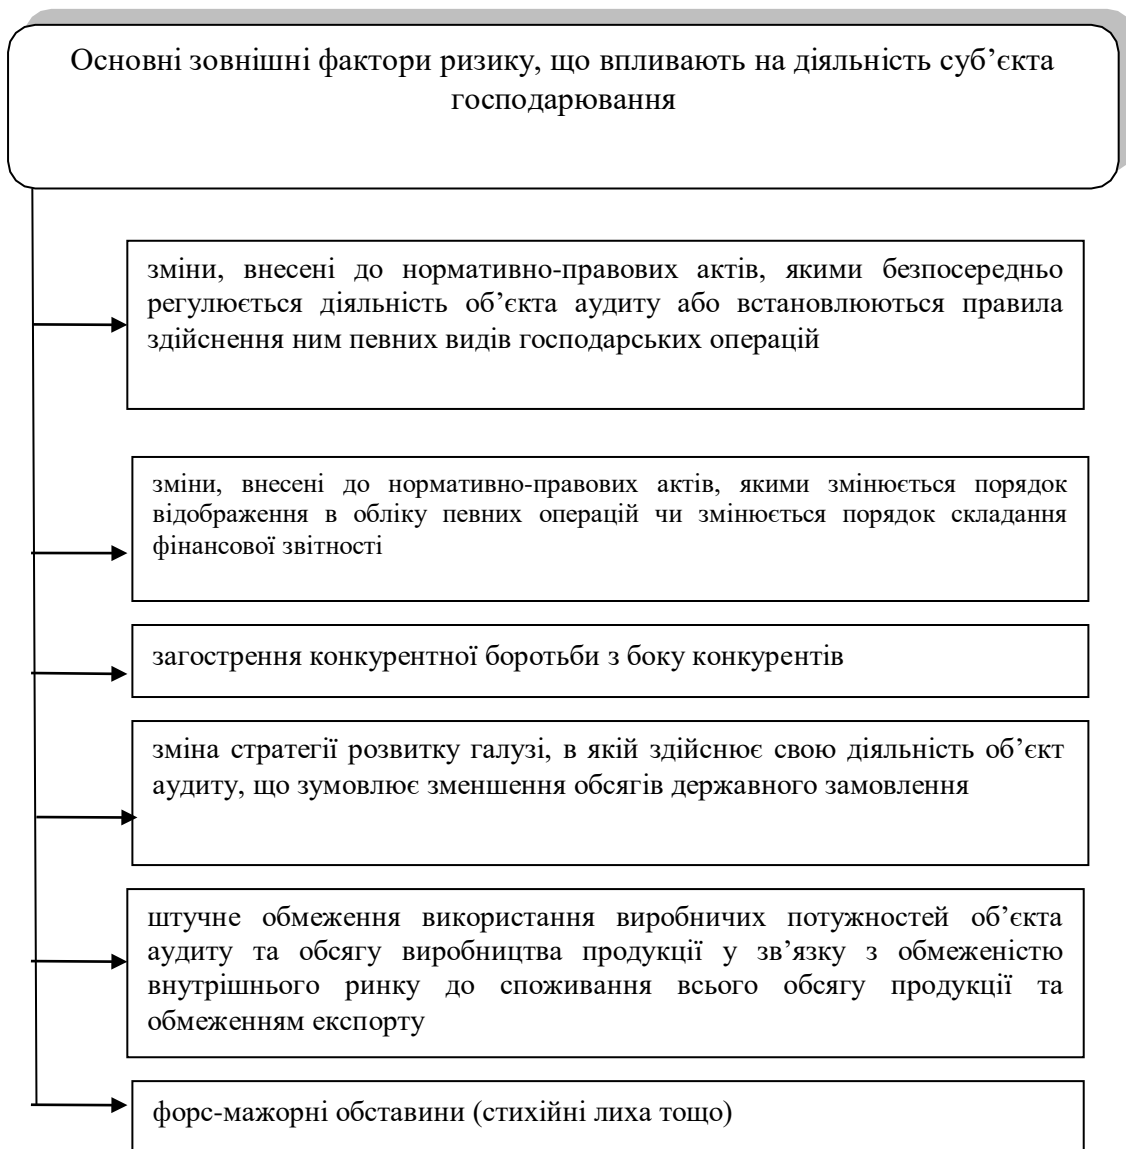 Основні зовнішні фактори ризику, що впливають на діяльність суб’єкта
господарювання
зміни, внесені до нормативно-правових актів, якими безпосередньо
регулюється діяльність об’єкта аудиту або встановлюються правила
здійснення ним певних видів господарських операцій
зміни, внесені до нормативно-правових актів, якими змінюється порядок
відображення в обліку певних операцій чи змінюється порядок складання
фінансової звітності
загострення конкурентної боротьби з боку конкурентів
зміна стратегії розвитку галузі, в якій здійснює свою діяльність об’єкт
аудиту, що зумовлює зменшення обсягів державного замовлення
штучне обмеження використання виробничих потужностей об’єкта
аудиту та обсягу виробництва продукції у зв’язку з обмеженістю
внутрішнього ринку до споживання всього обсягу продукції та
обмеженням експорту
форс-мажорні обставини (стихійні лиха тощо)